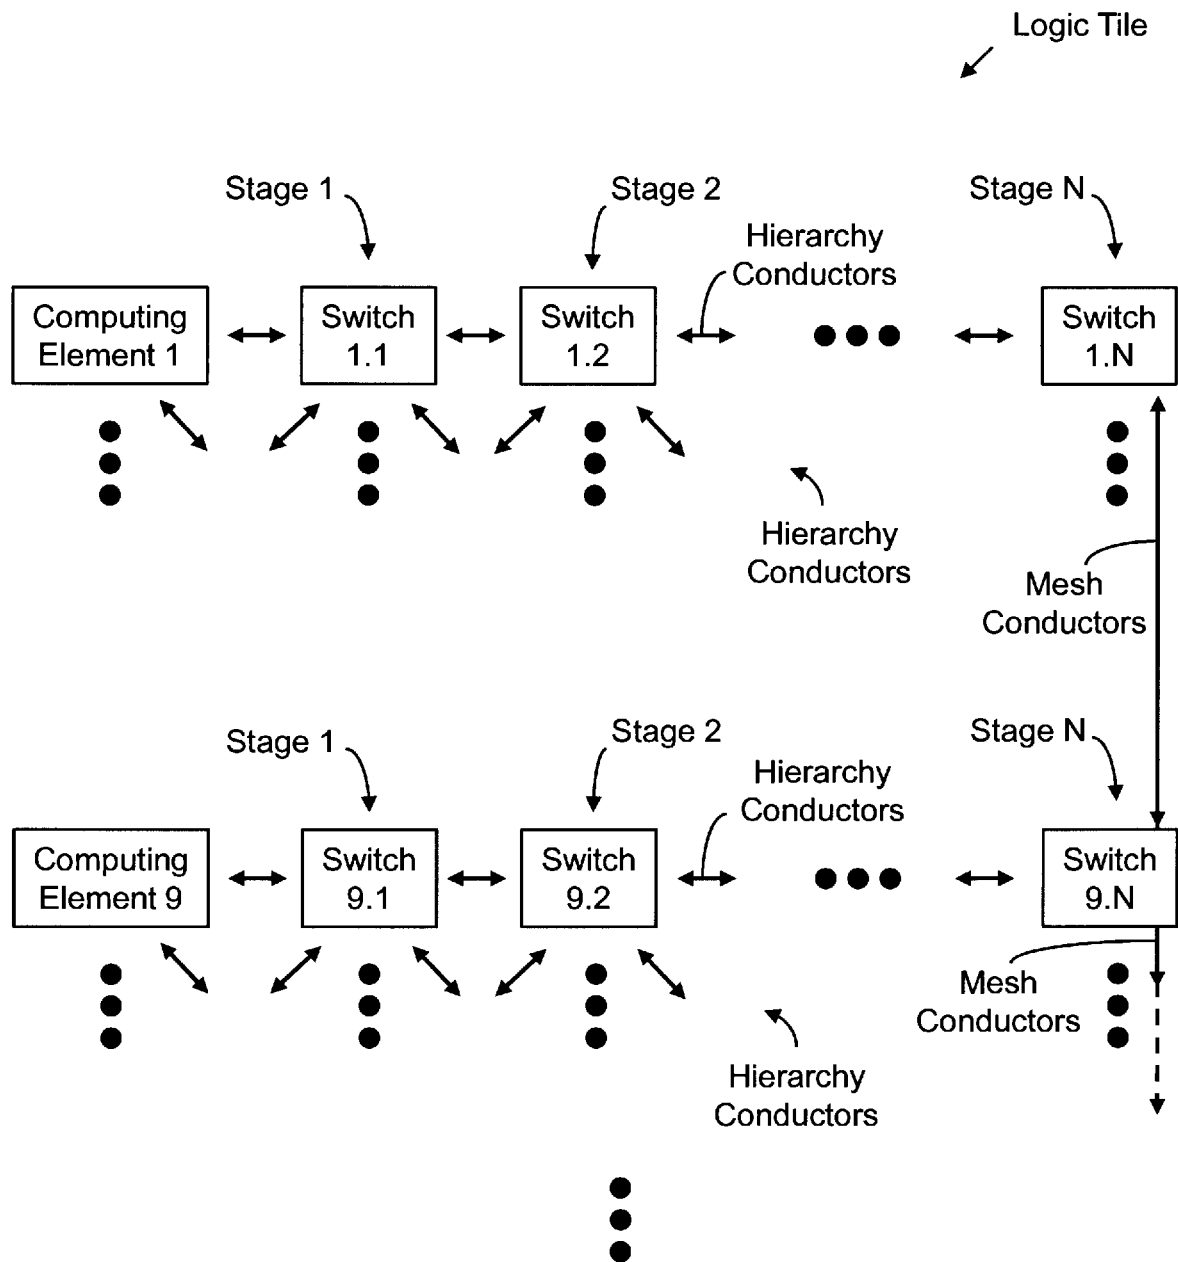 Logic Tile
Stage 1
Stage 2
Stage N
Hierarchy
Conductors
Computing
Element 1
Switch
1.1
Switch
1.2
Switch
1.N
Hierarchy
Conductors
Mesh
Conductors
Stage 1
Stage 2
Stage N
Hierarchy
Conductors
Computing
Element 9
Switch
9.1
Switch
9.2
Switch
9.N
Mesh
Conductors
Hierarchy
Conductors